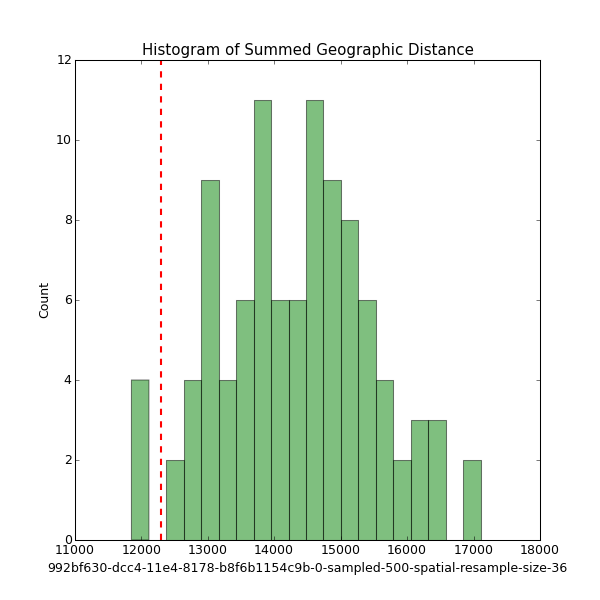 Histogram of Summed Geographic Distance
12
10
8
6
4
2
0
Count
11000 12000 13000 14000 15000 16000 17000 18000
992bf630-dcc4-11e4-8178-b8f6b1154c9b-0-sampled-500-spatial-resample-size-36